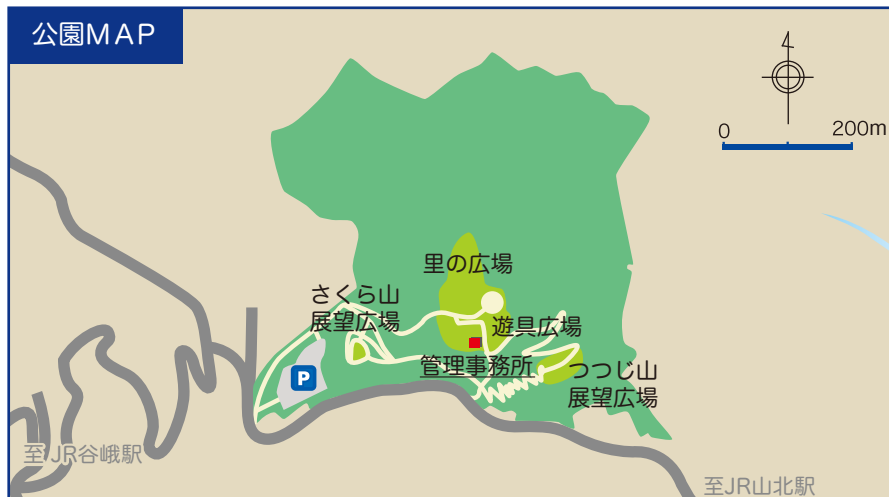 公園MAP
0 200m
里の広場
さくら山
展望広場
遊具広場
管理事務所
つつじ山
展望広場
P
至JR谷峨駅
至JR山北駅